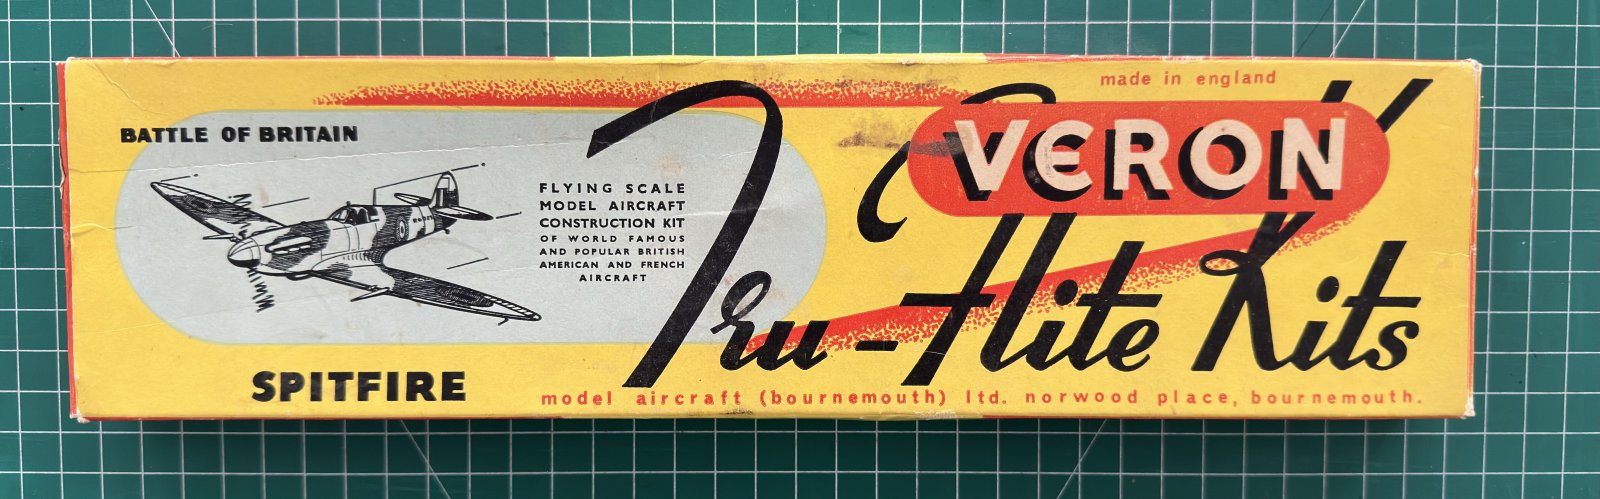 BATTLE OF BRITAIN
FLYING SCALE
MODEL AIRCRAFT
CONSTRUCTION KIT
OF WORLD FAMOUS
AND POPULAR BRITISH
AMERICAN AND FRENCH
AIRCRAFT
SPITFIRE
made in england
VERON
Tru-flite Kits
model aircraft (bournemouth) ltd. norwood place, bournemouth.